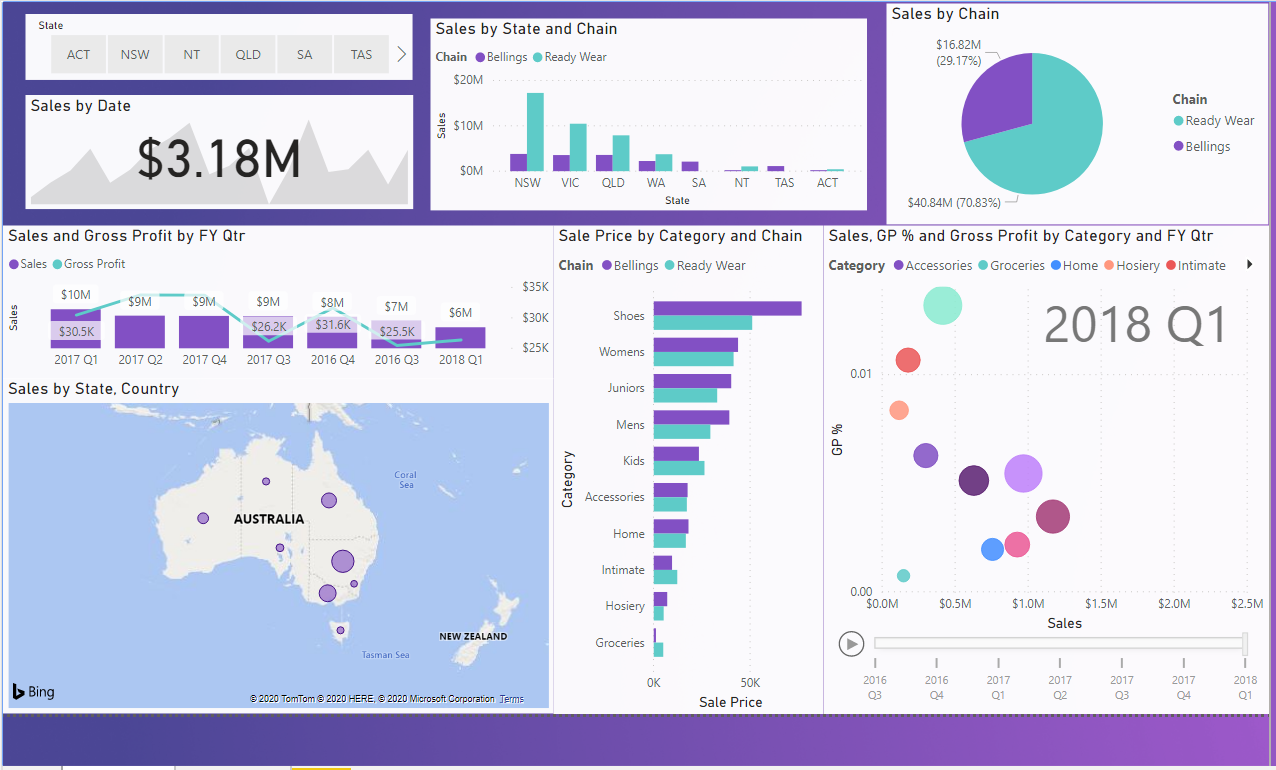 State
ACT NSW NT QLD SA TAS
Sales by Date
$3.18M
Sales by State and Chain
Chain Bellings Ready Wear
Sales
$20M
$10M
$0M
NSW VIC QLD WA SA NT TAS ACT
State
Sales by Chain
$16.82M
(29.17%)
$40.84M (70.83%)
Chain
Ready Wear
Bellings
Sales and Gross Profit by FY Qtr
Sales Gross Profit
Sales
$10M $9M $9M $9M $8M $7M $6M
$30.5K $26.2K $31.6K $25.5K
$35K
$30K
$25K
2017 Q1 2017 Q2 2017 Q4 2017 Q3 2016 Q4 2016 Q3 2018 Q1
Sales by State, Country
Coral
Sea
AUSTRALIA
NEW ZEALAND
Tasman Sea
Bing
© 2020 TomTom © 2020 HERE, © 2020 Microsoft Corporation Terms
Sale Price by Category and Chain
Chain Bellings Ready Wear
Category
Shoes
Womens
Juniors
Mens
Kids
Accessories
Home
Intimate
Hosiery
Groceries
0K 50K
Sale Price
Sales, GP % and Gross Profit by Category and FY Qtr
Category Accessories Groceries Home Hosiery Intimate
2018 Q1
GP %
0.01
0.00
$0.0M $0.5M $1.0M $1.5M $2.0M $2.5M
Sales
2016 2016 2017 2017 2017 2017 2018
Q3 Q4 Q1 Q2 Q3 Q4 Q1